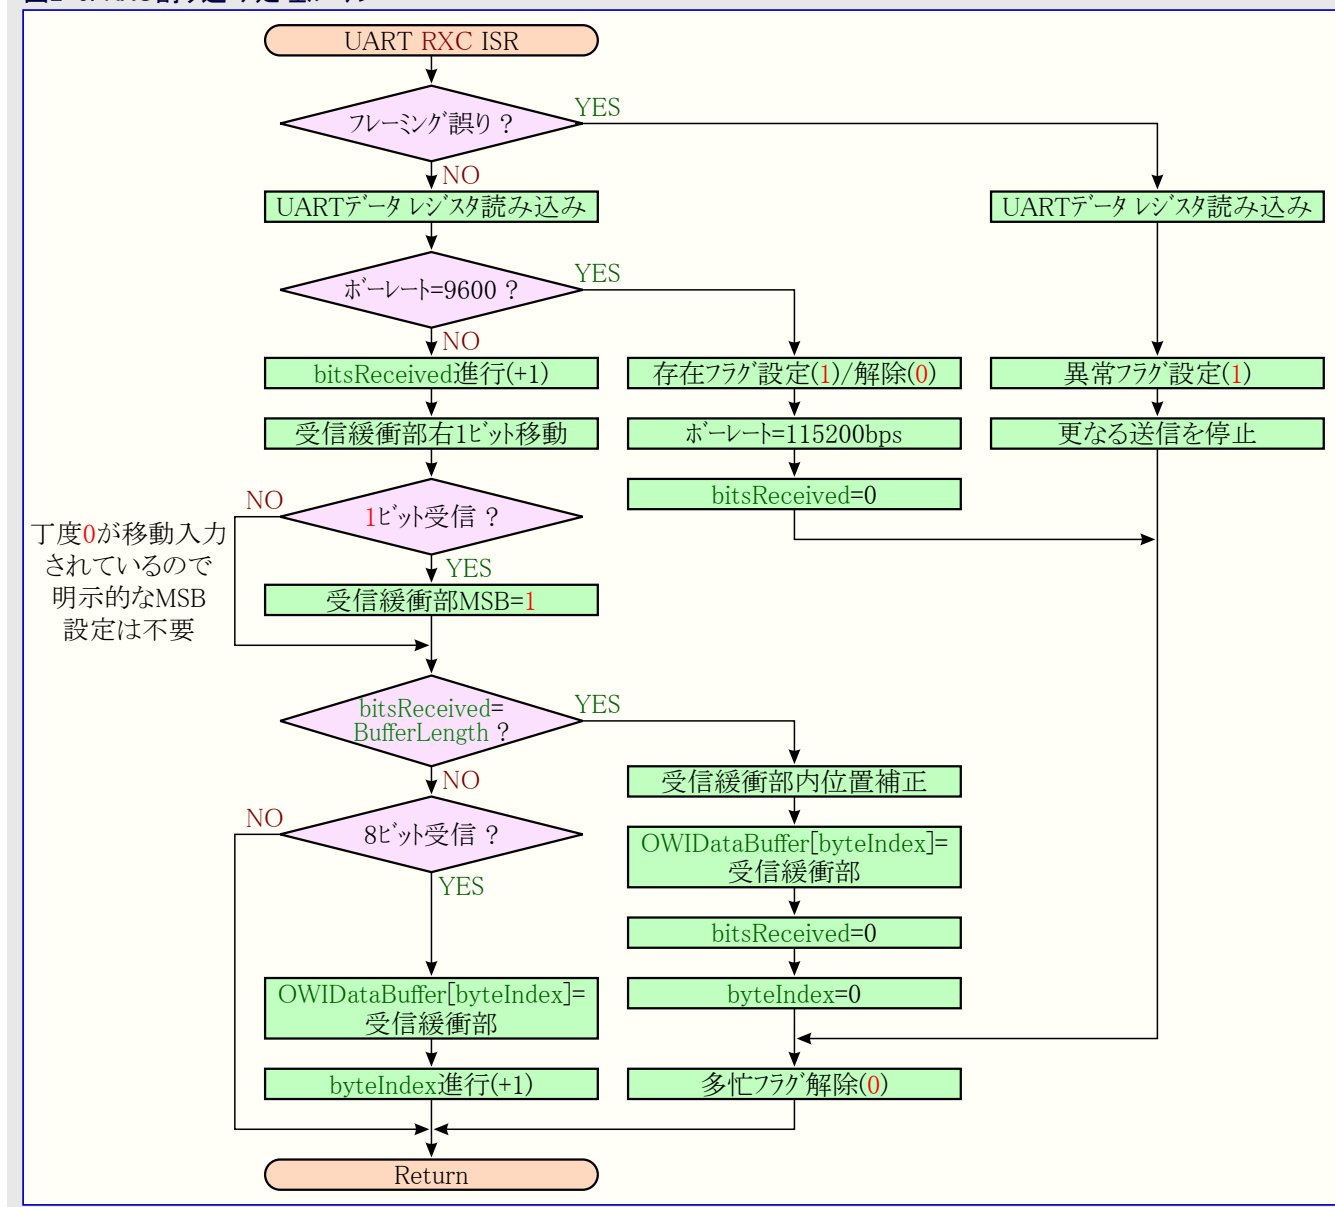 UART RXC ISR
フレーミング誤り ?
YES
NO
UARTデータ レジスタ読み込み
UARTデータ レジスタ読み込み
ボーレート=9600 ?
YES
NO
bitsReceived進行(+1)
存在フラグ設定(1)/解除(0)
異常フラグ設定(1)
受信緩衝部右1ビット移動
ボーレート=115200bps
更なる送信を停止
bitsReceived=0
NO
1ビット受信 ?
YES
丁度0が移動入力
されているので
明示的なMSB
設定は不要
受信緩衝部MSB=1
bitsReceived=
BufferLength ?
YES
NO
受信緩衝部内位置補正
NO
8ビット受信 ?
YES
OWIDataBuffer[byteIndex]=
受信緩衝部
bitsReceived=0
byteIndex=0
OWIDataBuffer[byteIndex]=
受信緩衝部
byteIndex進行(+1)
多忙フラグ解除(0)
Return